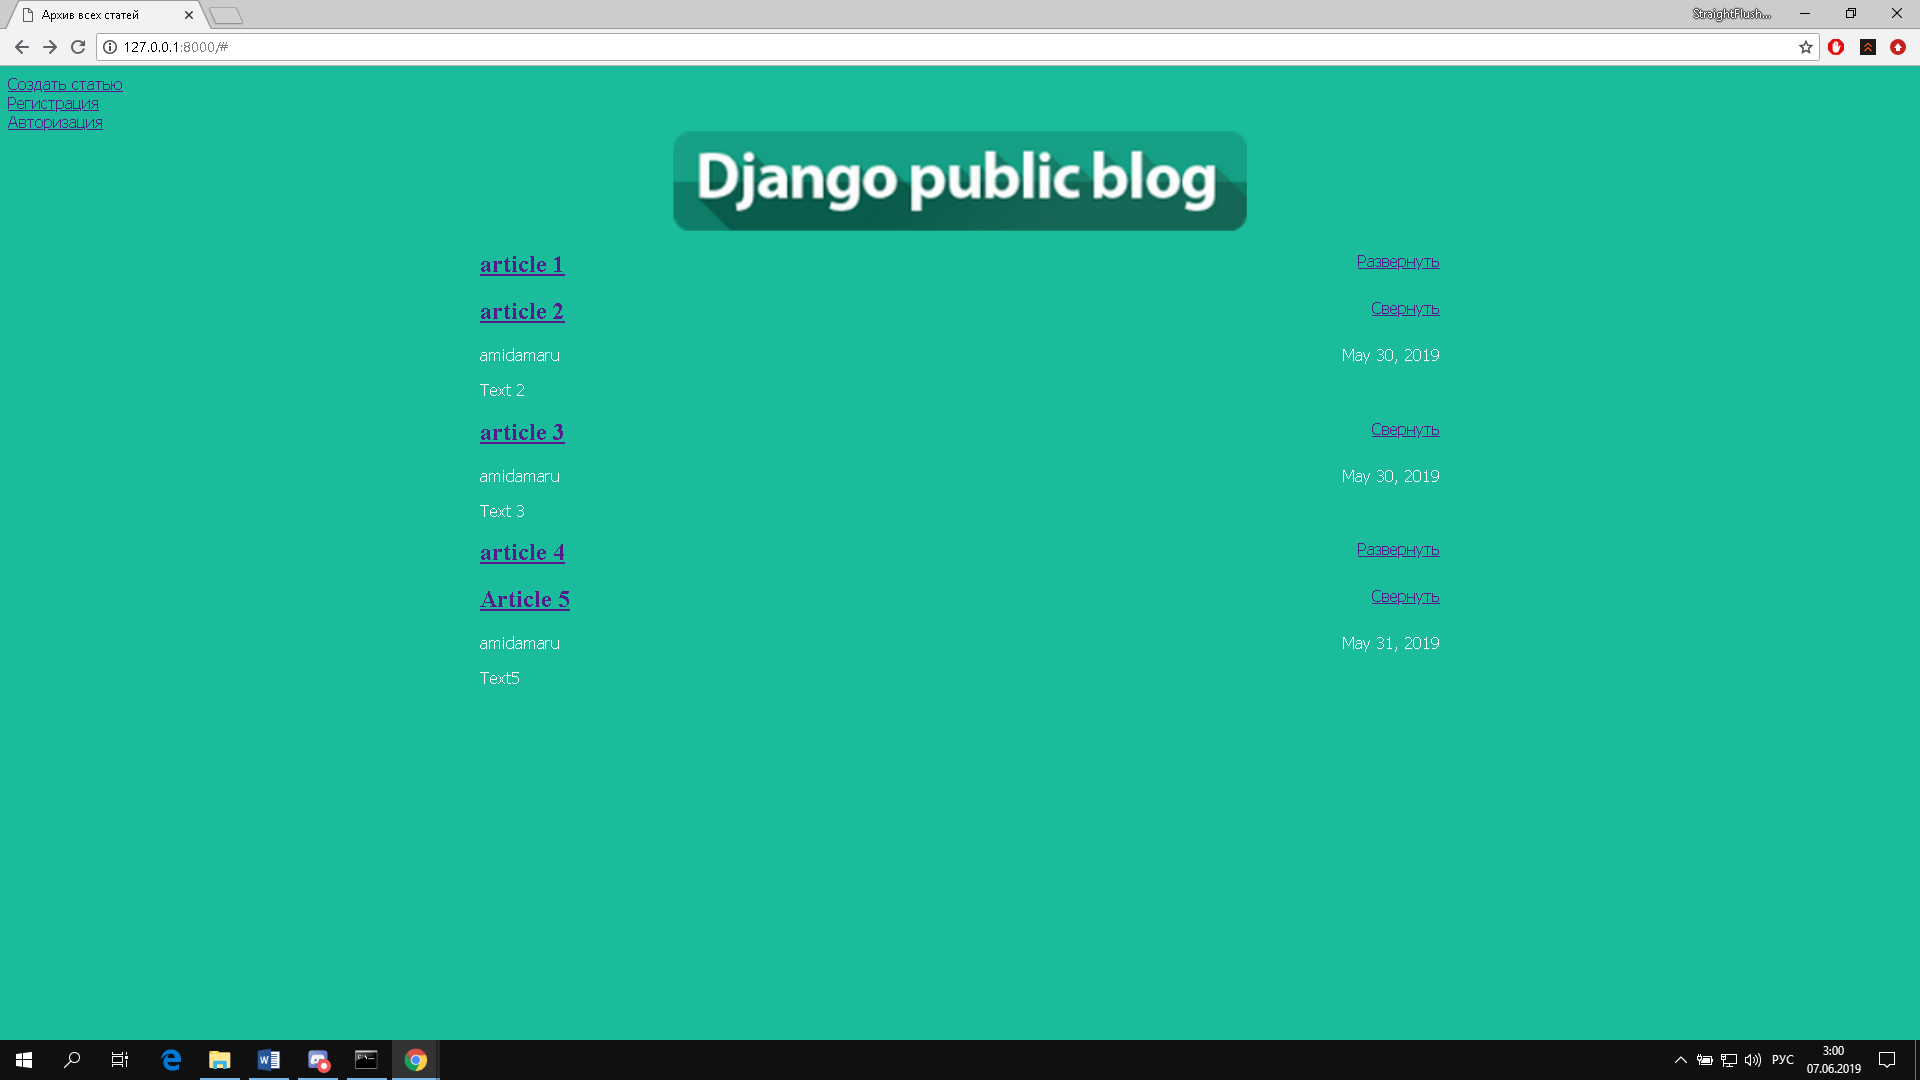 Архив всех статей
StraightFlush...
127.0.0.1:8000/#
Создать статью
Регистрация
Авторизация
Django public blog
article 1 Развернуть
article 2 Свернуть
amidamaru May 30, 2019
Text 2
article 3 Свернуть
amidamaru May 30, 2019
Text 3
article 4 Развернуть
Article 5 Свернуть
amidamaru May 31, 2019
Text5
РУС
3:00
07.06.2019